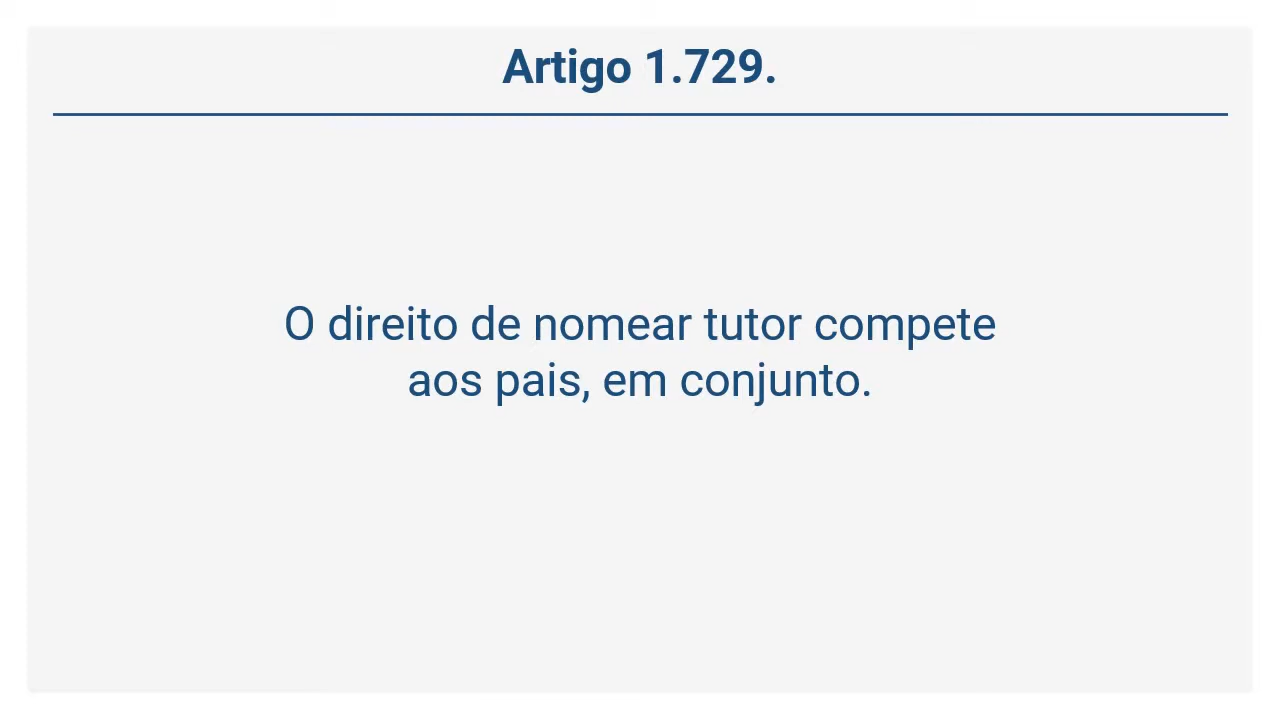 Artigo 1.729.
O direito de nomear tutor compete
aos pais, em conjunto.